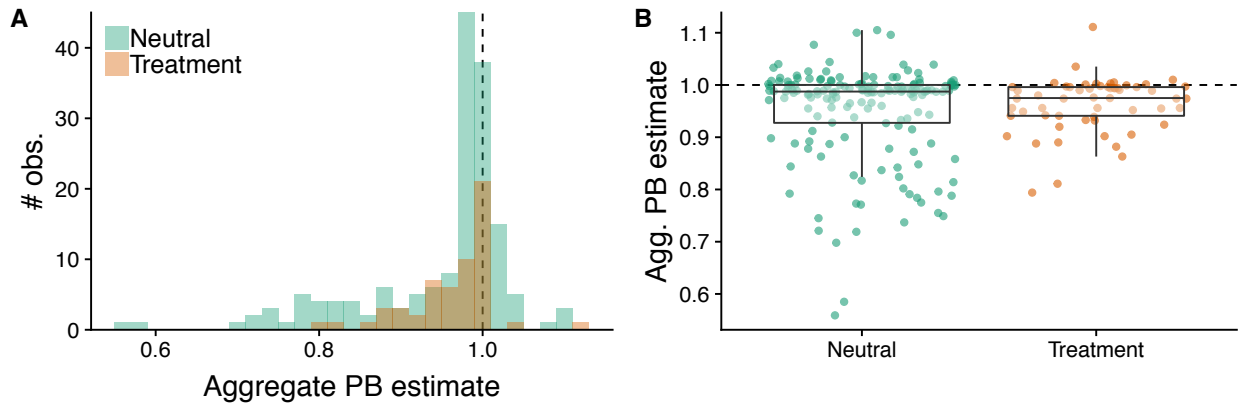 A
Neutral
Treatment
# obs.
40
30
20
10
0
0.6
0.8
1.0
Aggregate PB estimate
B
Agg. PB estimate
1.1
1.0
0.9
0.8
0.7
0.6
Neutral
Treatment